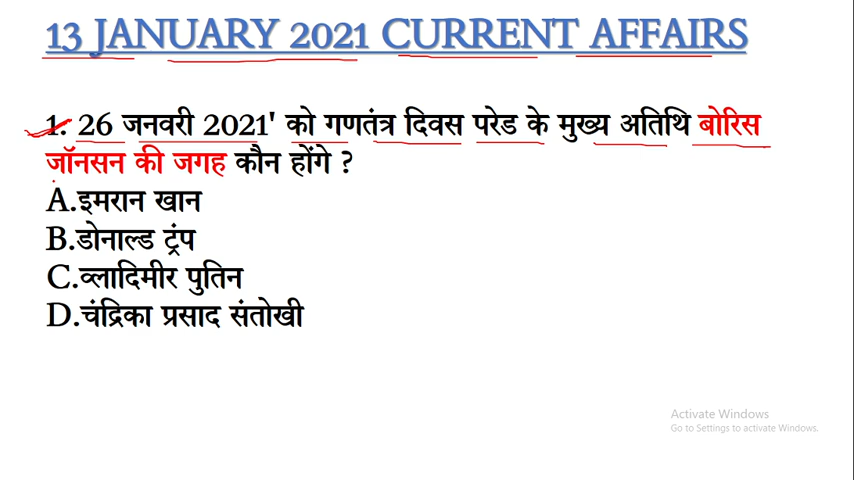 13 JANUARY 2021 CURRENT AFFAIRS
1. 26 जनवरी 2021' को गणतंत्र दिवस परेड के मुख्य अतिथि बोरिस
जॉनसन की जगह कौन होंगे ?
A.इमरान खान
B.डोनाल्ड ट्रंप
C.व्लादिमीर पुतिन
D.चंद्रिका प्रसाद संतोखी
Activate Windows
Go to Settings to activate Windows.